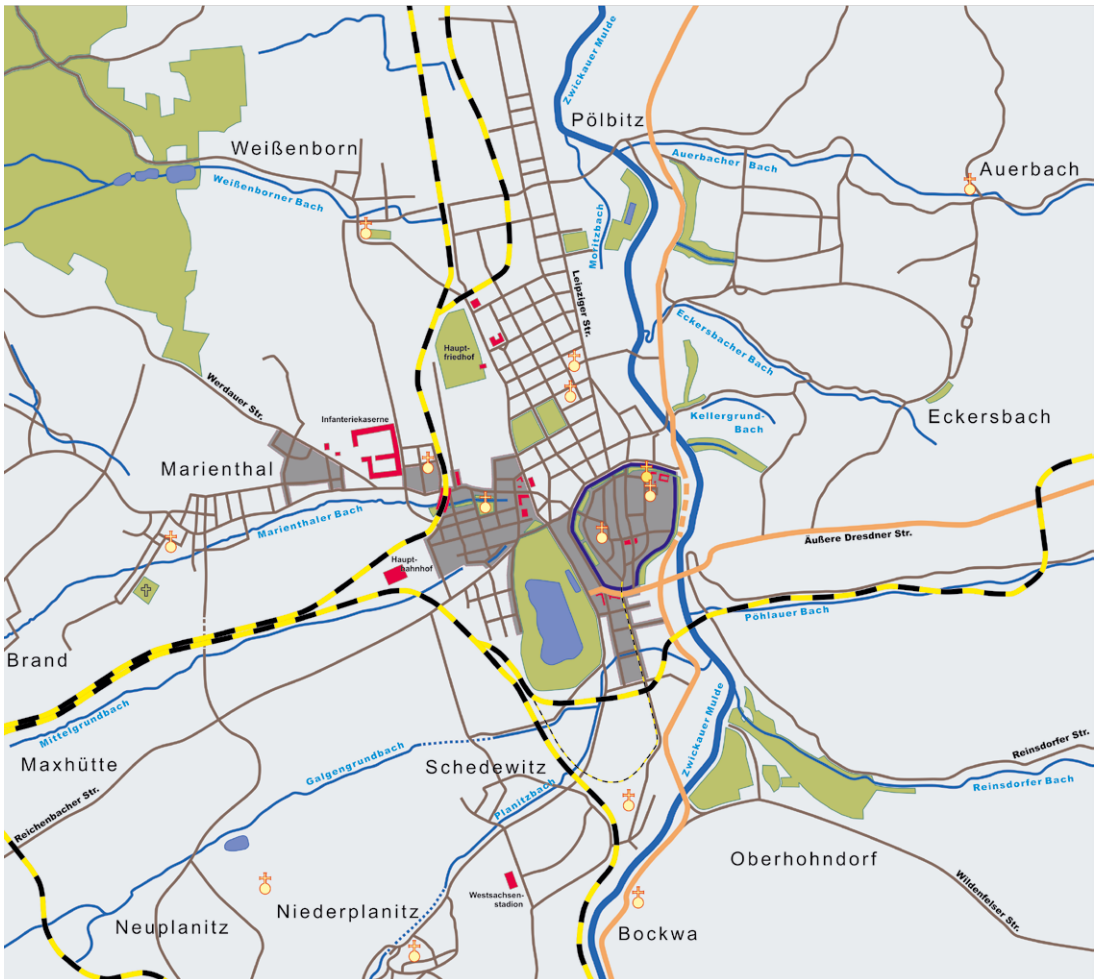 Zwickauer Mulde
Pölbitz
Weißenborn
Auerbacher Bach
Auerbach
Weißenborner Bach
Moritzbach
Leipziger Str.
Eckersbacher Bach
Haupt-
friedhof
Werdauer Str.
Infanteriekaserne
Kellergrund-
Bach
Eckersbach
Marienthal
Marienthaler Bach
Äußere Dresdner Str.
Haupt-
bahnhof
Pöhlauer Bach
Brand
Mittelgrundbach
Zwickauer Mulde
Reinsdorfer Str.
Maxhütte
Galgengrundbach
Schedewitz
Reinsdorfer Bach
Reichenbacher Str.
Planitzbach
Oberhohndorf
Wildenfelser Str.
Westsachsen-
stadion
Niederplanitz
Neuplanitz
Bockwa